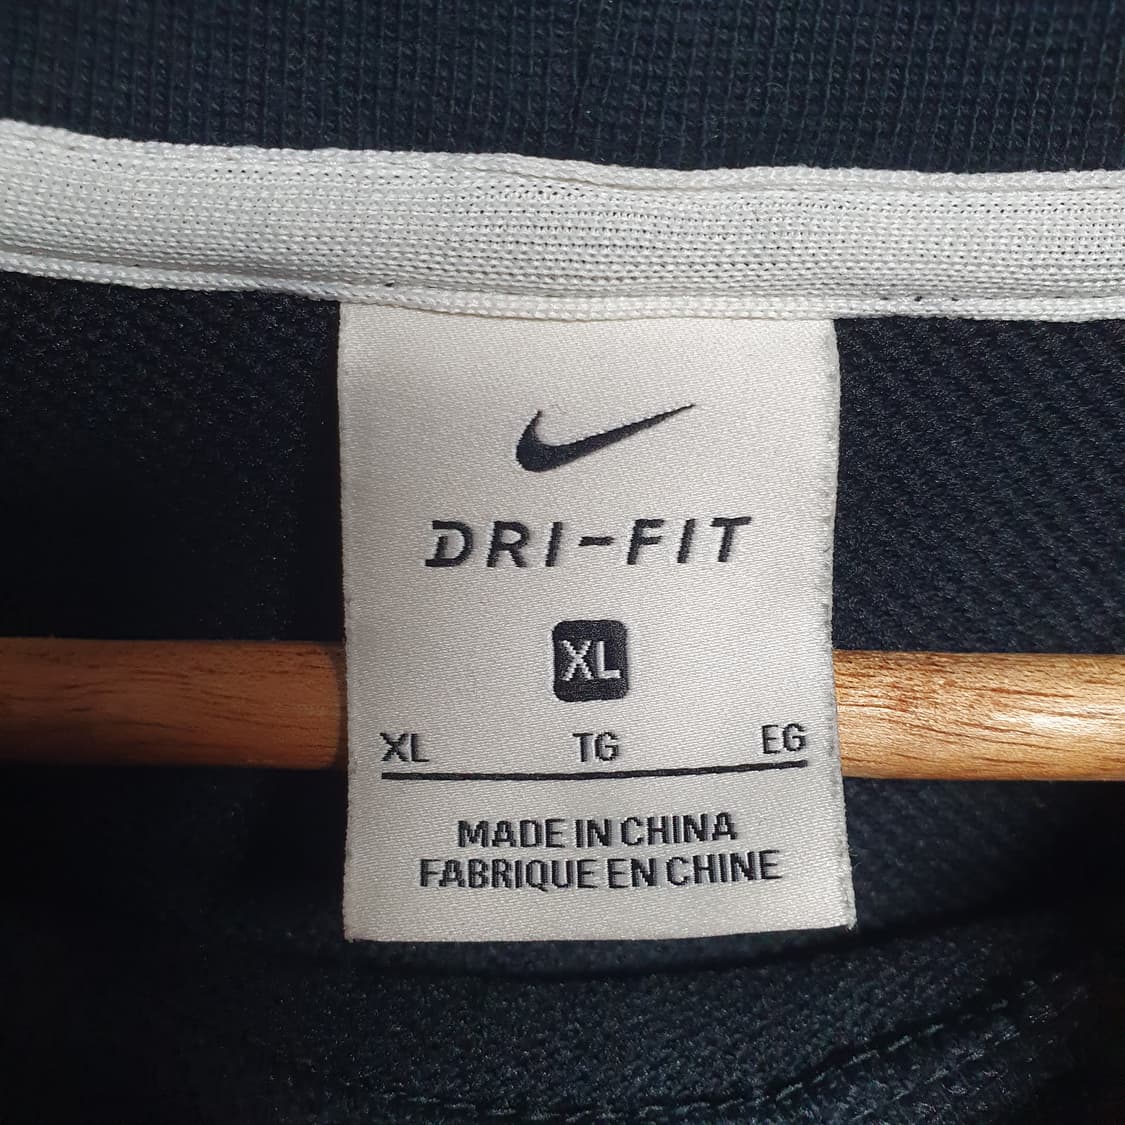 DRI-FIT
XL
XL TG EG
MADE IN CHINA
FABRIQUE EN CHINE